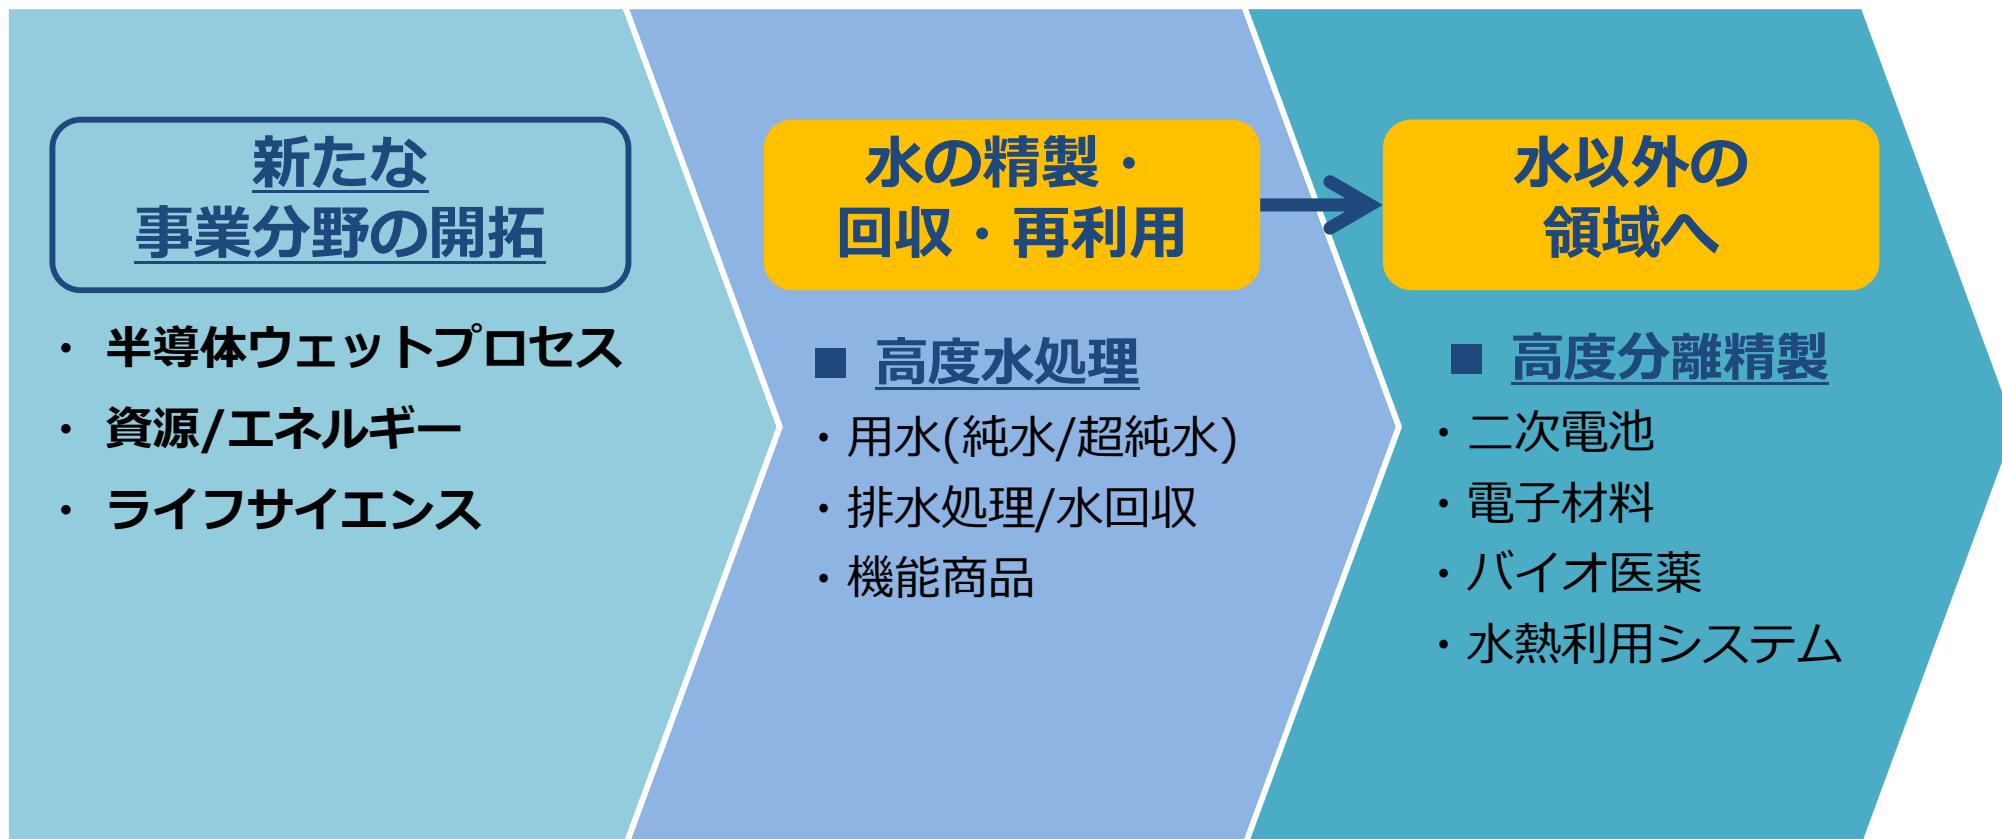 新たな
事業分野の開拓
・ 半導体ウェットプロセス
・ 資源/エネルギー
・ ライフサイエンス
水の精製・
回収・再利用
■ 高度水処理
・用水(純水/超純水)
・排水処理/水回収
・機能商品
水以外の
領域へ
■ 高度分離精製
・二次電池
・電子材料
・バイオ医薬
・水熱利用システム